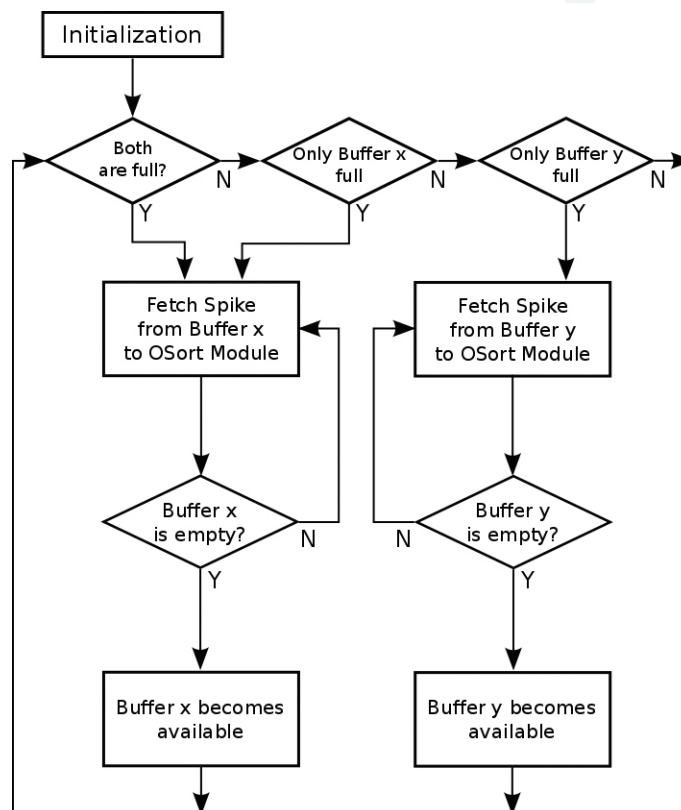 Initialization
Both
are full?
N
Y
Only Buffer x
full
N
Y
Only Buffer y
full
N
Y
Fetch Spike
from Buffer x
to OSort Module
Fetch Spike
from Buffer y
to OSort Module
Buffer x
is empty?
N
Y
Buffer y
is empty?
N
Y
Buffer x becomes
available
Buffer y becomes
available